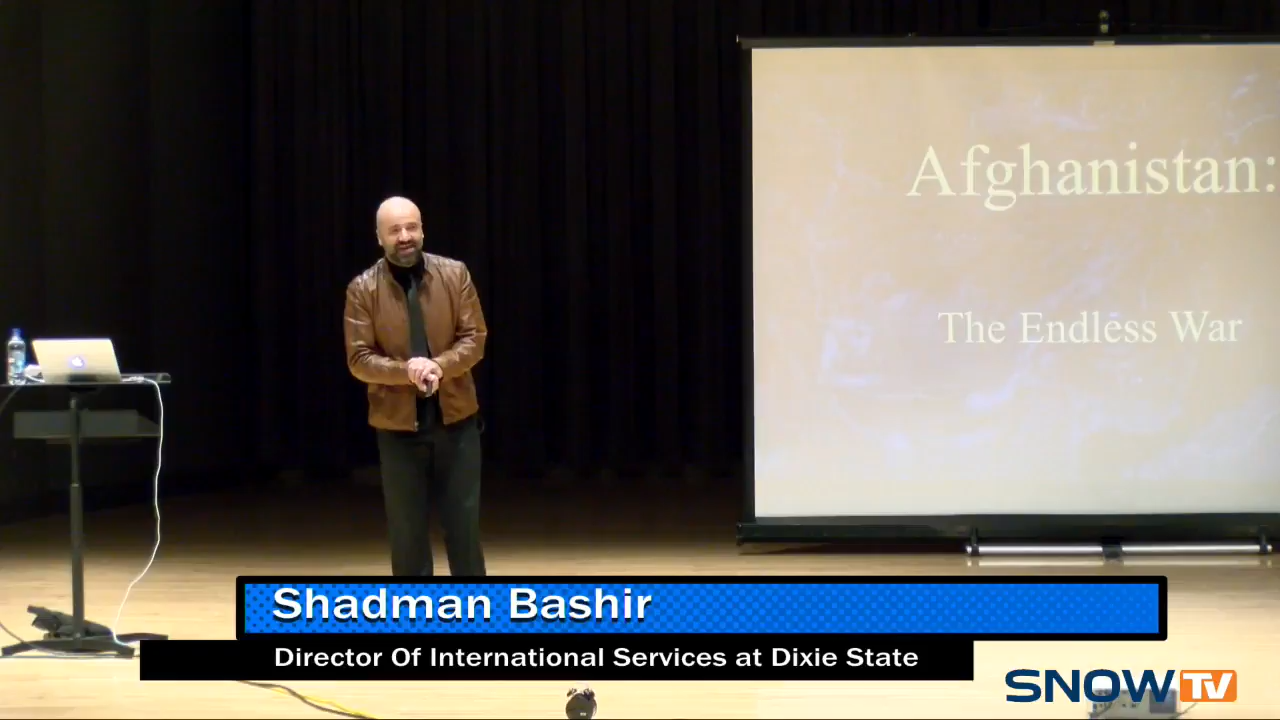 Afghanistan:
The Endless War
Shadman Bashir
Director Of International Services at Dixie State
SNOW TV